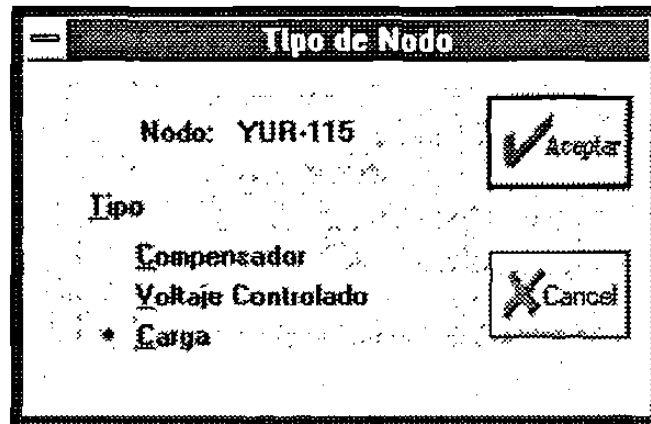 Tipo de Nodo
Nodo: YUR-115
Aceptar
Tipo
Compensador
Voltaje Controlado
Cancel
Carga